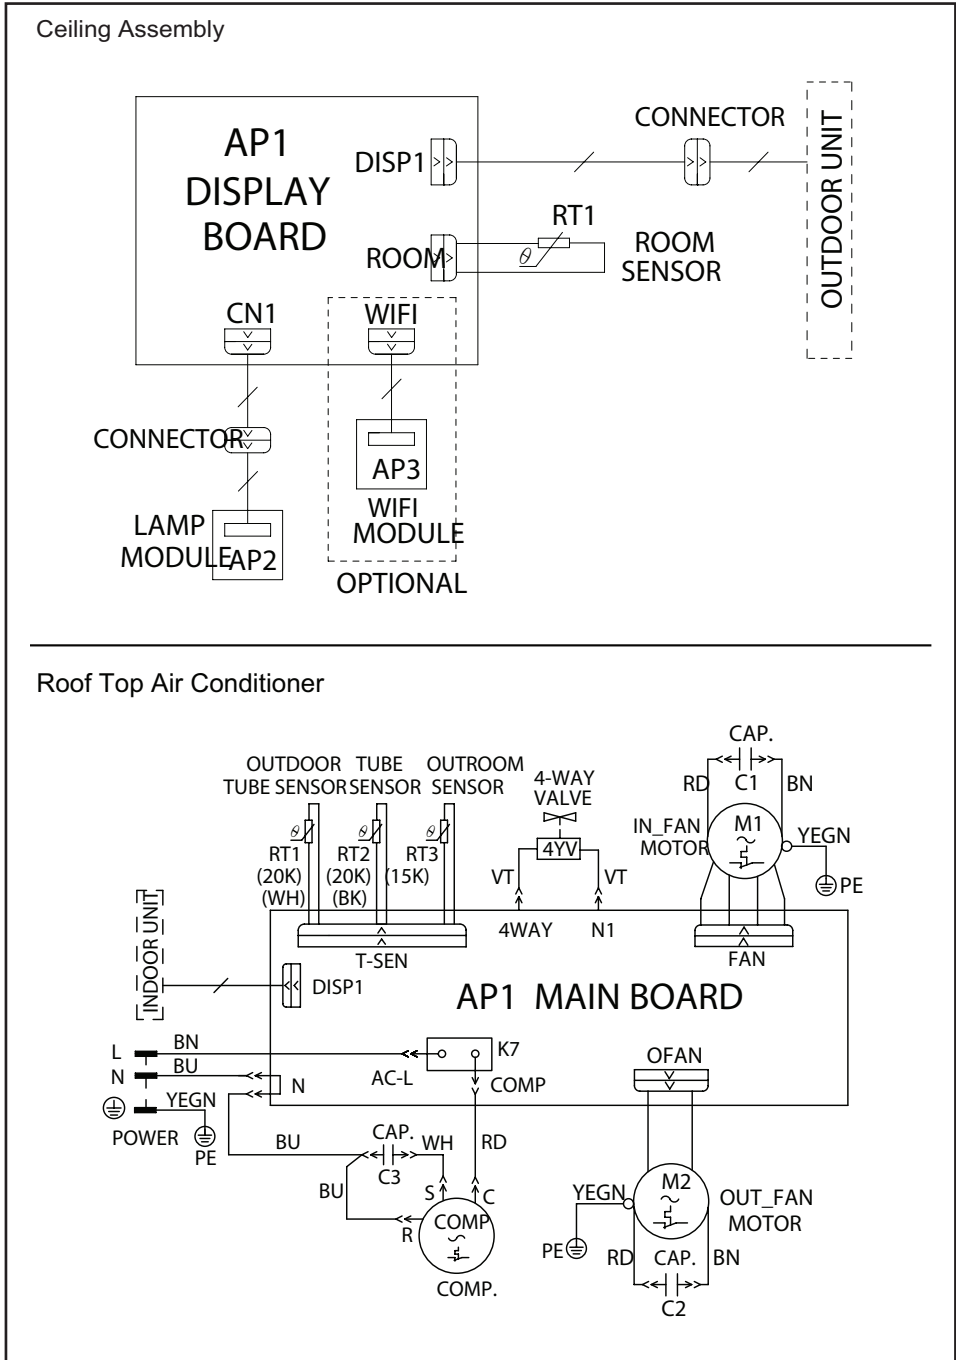 Ceiling Assembly
AP1
DISPLAY
BOARD
DISP1
CONNECTOR
OUTDOOR UNIT
ROOM
RT1
θ
ROOM
SENSOR
CN1
WIFI
CONNECTOR
AP3
WIFI
MODULE
LAMP
MODULE
AP2
OPTIONAL
Roof Top Air Conditioner
OUTDOOR
TUBE SENSOR
TUBE
SENSOR
OUTROOM
SENSOR
4-WAY
VALVE
CAP.
RD
C1
BN
θ
θ
θ
RT1
(20K)
(WH)
RT2
(20K)
(BK)
RT3
(15K)
4YV
VT
VT
IN_FAN
MOTOR
M1
YEGN
PE
INDOOR UNIT
4WAY
N1
T-SEN
FAN
DISP1
AP1 MAIN BOARD
L
BN
K7
AC-L
COMP
OFAN
N
BU
N
YEGN
POWER
PE
BU
CAP.
WH
RD
C3
BU
S
C
R
COMP
COMP.
YEGN
M2
OUT_FAN
MOTOR
PE
RD
CAP.
BN
C2